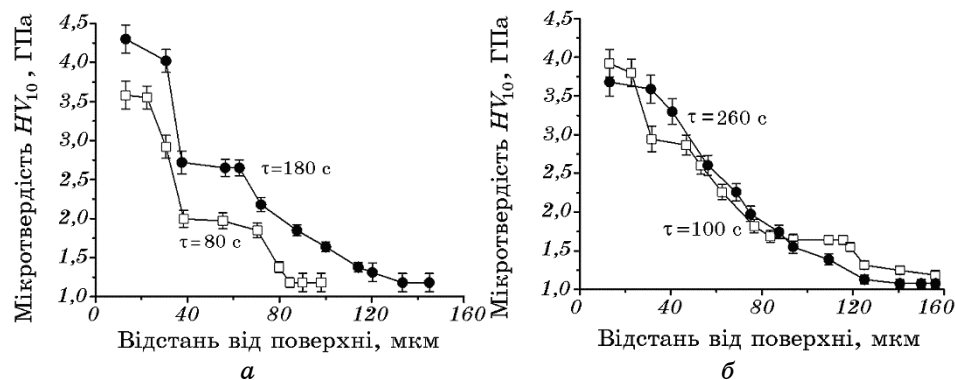 Мікротвердість HV10, ГПа
4,5
4,0
3,5
3,0
2,5
2,0
1,5
1,0
τ = 180 с
τ = 80 с
0 40 80 120 160
Відстань від поверхні, мкм
а
Мікротвердість HV10, ГПа
4,5
4,0
3,5
3,0
2,5
2,0
1,5
1,0
τ = 260 с
τ = 100 с
0 40 80 120 160
Відстань від поверхні, мкм
б